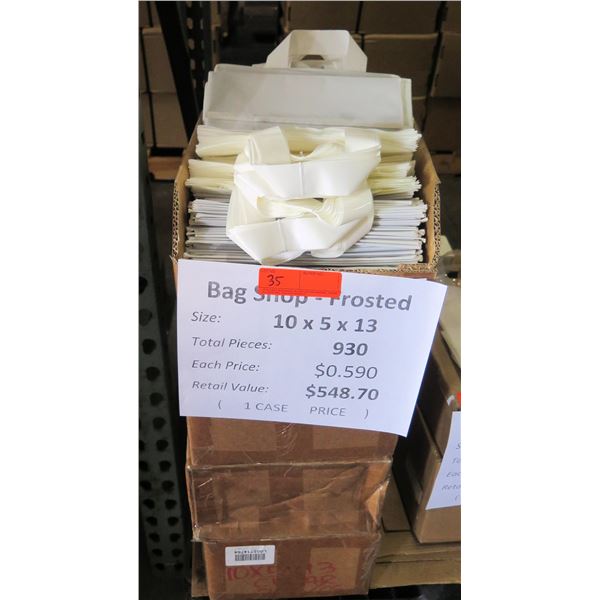 35
Bag Shop - Frosted
Size: 10 x 5 x 13
Total Pieces: 930
Each Price: $0.590
Retail Value: $548.70
( 1 CASE PRICE )